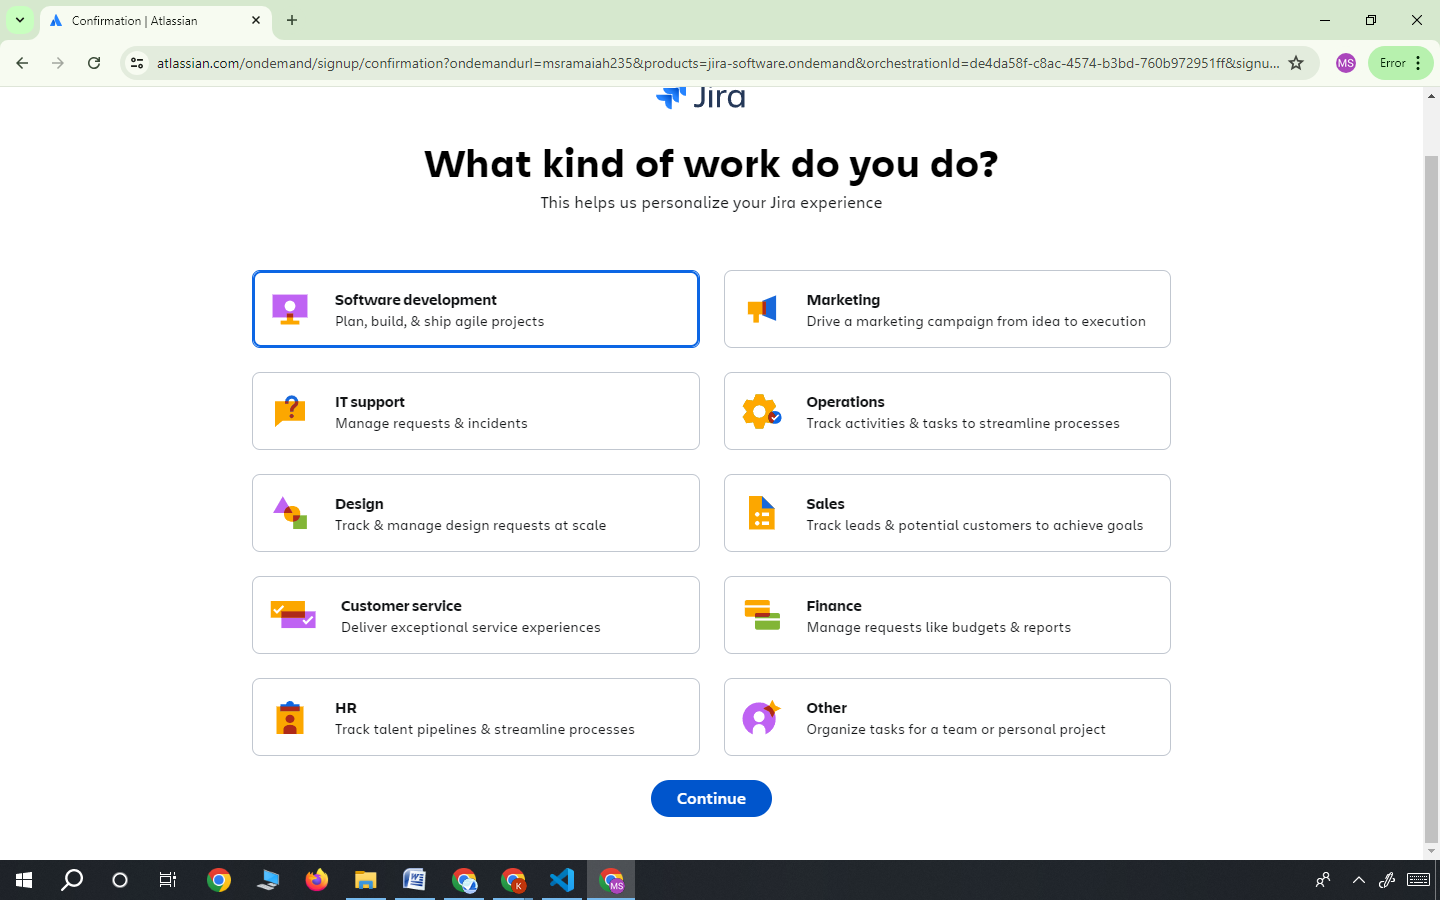 Confirmation | Atlassian
atlassian.com/ondemand/signup/confirmation?ondemandurl=msramaiah235&products=jira-software.ondemand&orchestrationId=de4da58f-c8ac-4574-b3bd-760b972951ff&signu...
MS
Error
Jira
What kind of work do you do?
This helps us personalize your Jira experience
Software development
Plan, build, & ship agile projects
Marketing
Drive a marketing campaign from idea to execution
IT support
Manage requests & incidents
Operations
Track activities & tasks to streamline processes
Design
Track & manage design requests at scale
Sales
Track leads & potential customers to achieve goals
Customer service
Deliver exceptional service experiences
Finance
Manage requests like budgets & reports
HR
Track talent pipelines & streamline processes
Other
Organize tasks for a team or personal project
Continue
W
K
MS